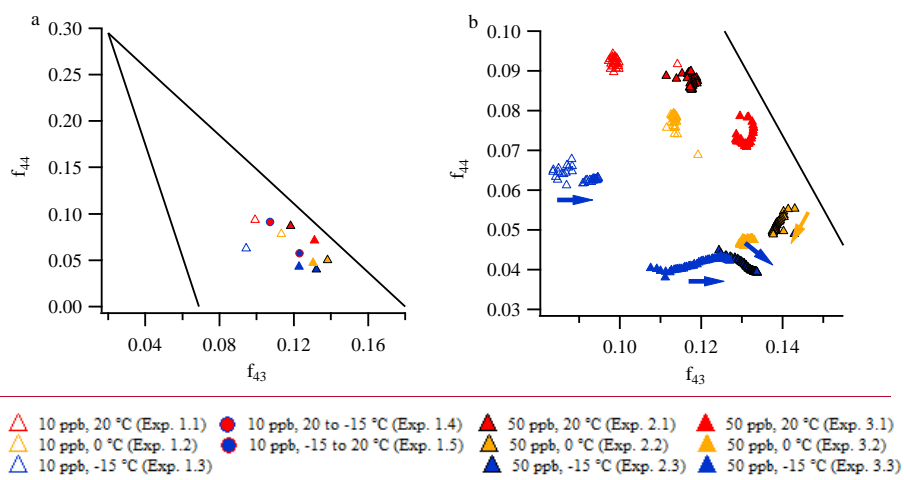 a
b
0.30
0.25
0.20
0.15
0.10
0.05
0.00
f44
0.04 0.08 0.12 0.16
f43
0.10
0.09
0.08
0.07
0.06
0.05
0.04
0.03
f44
0.10 0.12 0.14
f43
10 ppb, 20 °C (Exp. 1.1) 10 ppb, 20 to -15 °C (Exp. 1.4) 50 ppb, 20 °C (Exp. 2.1) 50 ppb, 20 °C (Exp. 3.1)
10 ppb, 0 °C (Exp. 1.2) 10 ppb, -15 to 20 °C (Exp. 1.5) 50 ppb, 0 °C (Exp. 2.2) 50 ppb, 0 °C (Exp. 3.2)
10 ppb, -15 °C (Exp. 1.3) 50 ppb, -15 °C (Exp. 2.3) 50 ppb, -15 °C (Exp. 3.3)